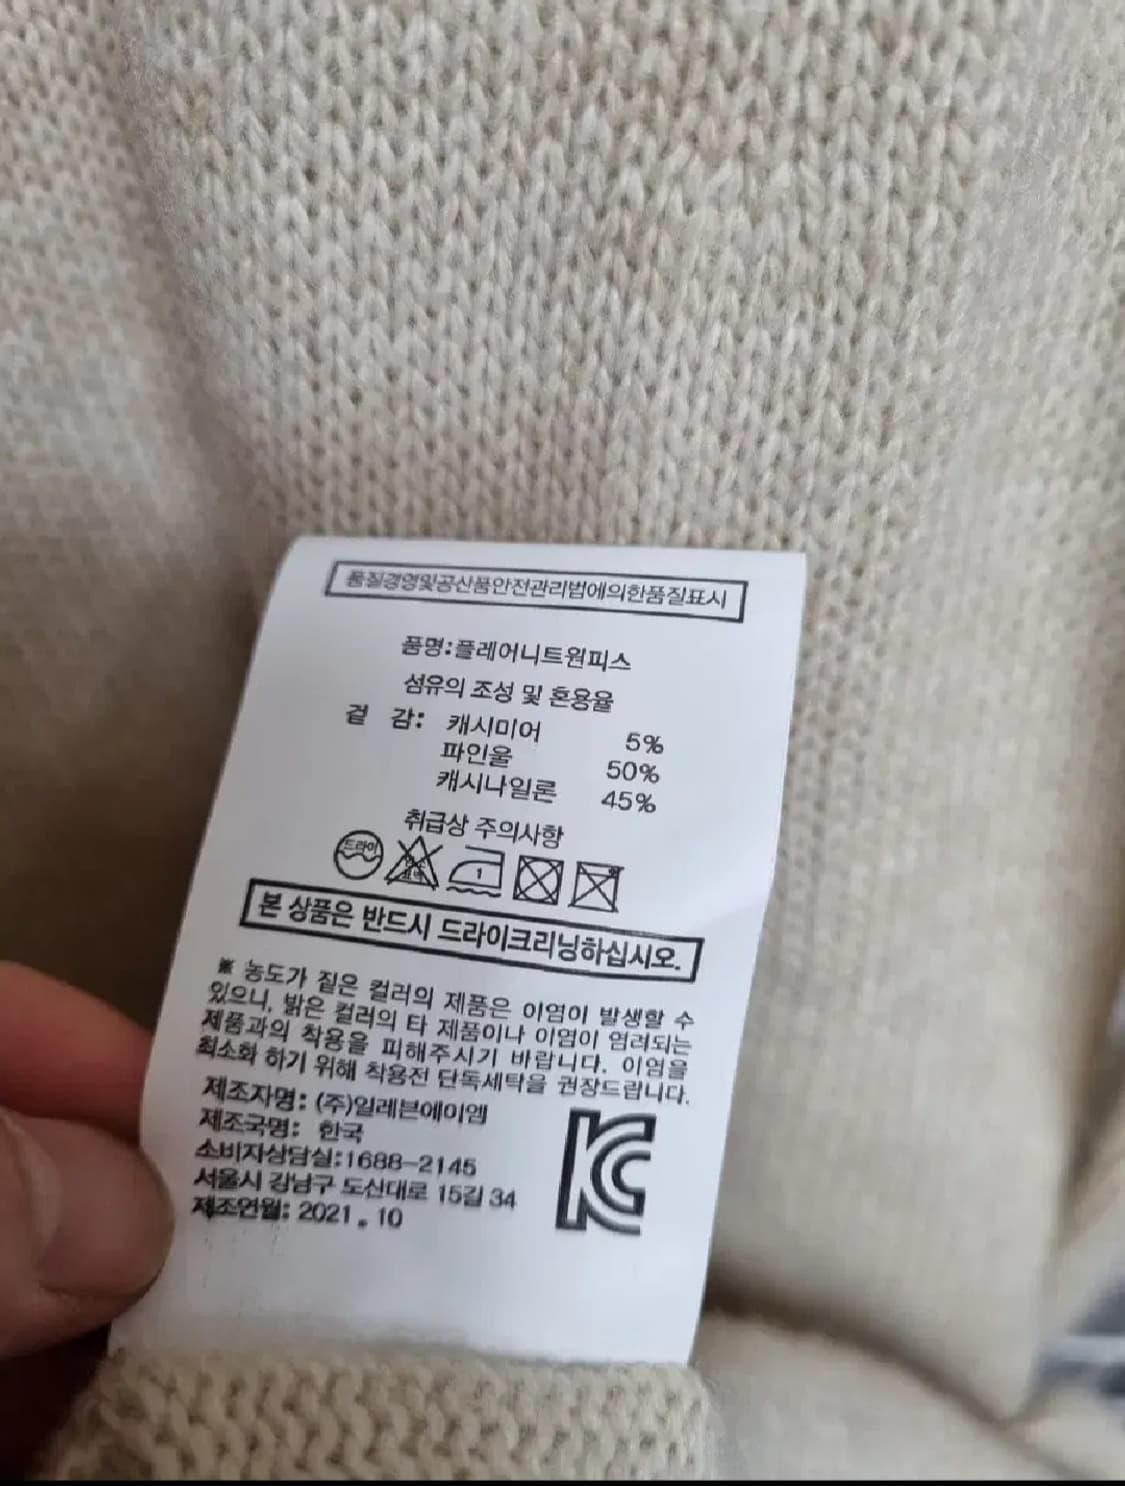 품질경영및공산품안전관리법에의한품질표시
품명:플레어니트원피스
섬유의 조성 및 혼용율
겉 감: 캐시미어 5%
파인울 50%
캐시나일론 45%
취급상 주의사항
드라이
1
본 상품은 반드시 드라이크리닝하십시오.
※ 농도가 짙은 컬러의 제품은 이염이 발생할 수
있으니, 밝은 컬러의 타 제품이나 이염이 염려되는
제품과의 착용을 피해주시기 바랍니다. 이염을
최소화 하기 위해 착용전 단독세탁을 권장드립니다.
제조자명: (주)일레븐에이엠
제조국명: 한국
소비자상담실:1688-2145
서울시 강남구 도산대로 15길 34
제조연월: 2021. 10
KC